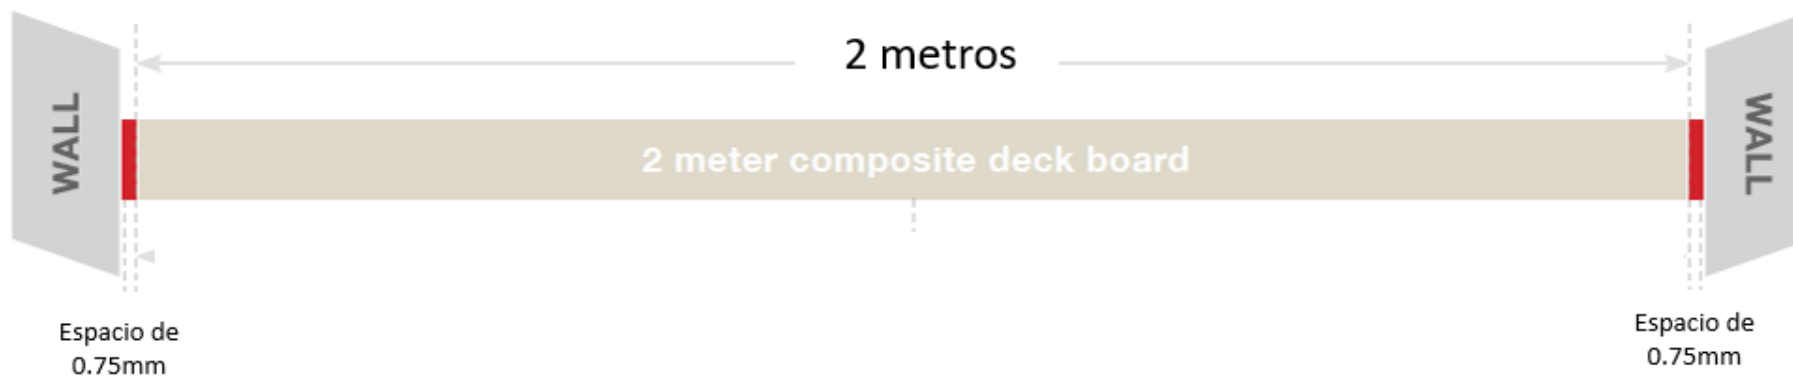 2 metros
WALL
2 meter composite deck board
WALL
Espacio de
0.75mm
Espacio de
0.75mm